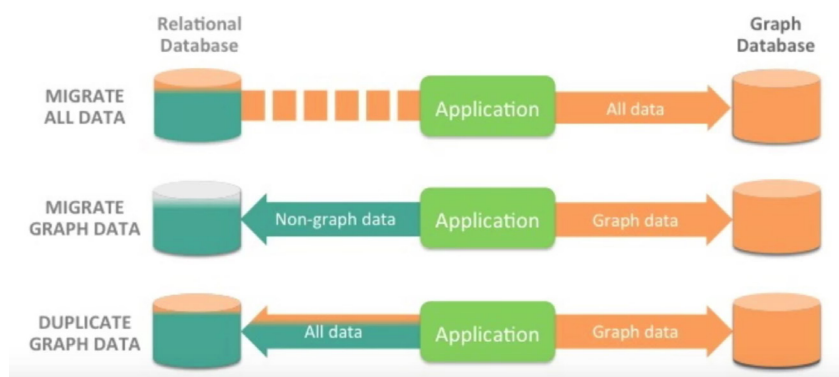 Relational
Database
Graph
Database
MIGRATE
ALL DATA
Application
All data
MIGRATE
GRAPH DATA
Non-graph data
Application
Graph data
DUPLICATE
GRAPH DATA
All data
Application
Graph data